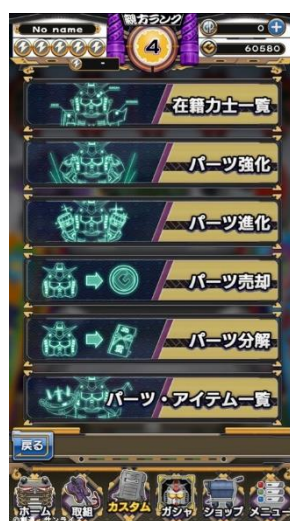 No name
親方ランク
4
0
60580
-
在籍力士一覧
パーツ強化
パーツ進化
パーツ売却
パーツ分解
パーツ・アイテム一覧
戻る
ホーム
取組
カスタム
ガシャ
ショップ
メニュー